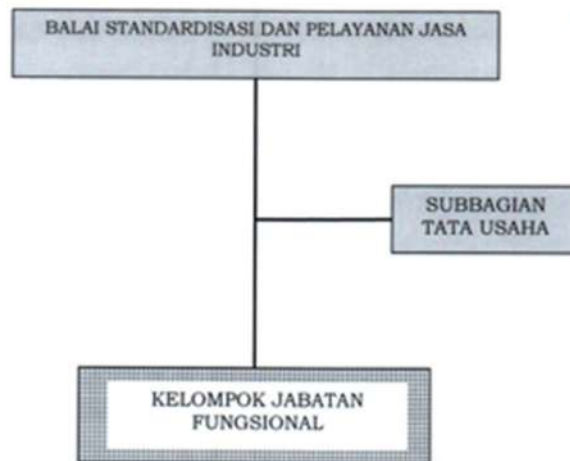 BALAI STANDARDISASI DAN PELAYANAN JASA
INDUSTRI
SUBBAGIAN
TATA USAHA
KELOMPOK JABATAN
FUNGSIONAL